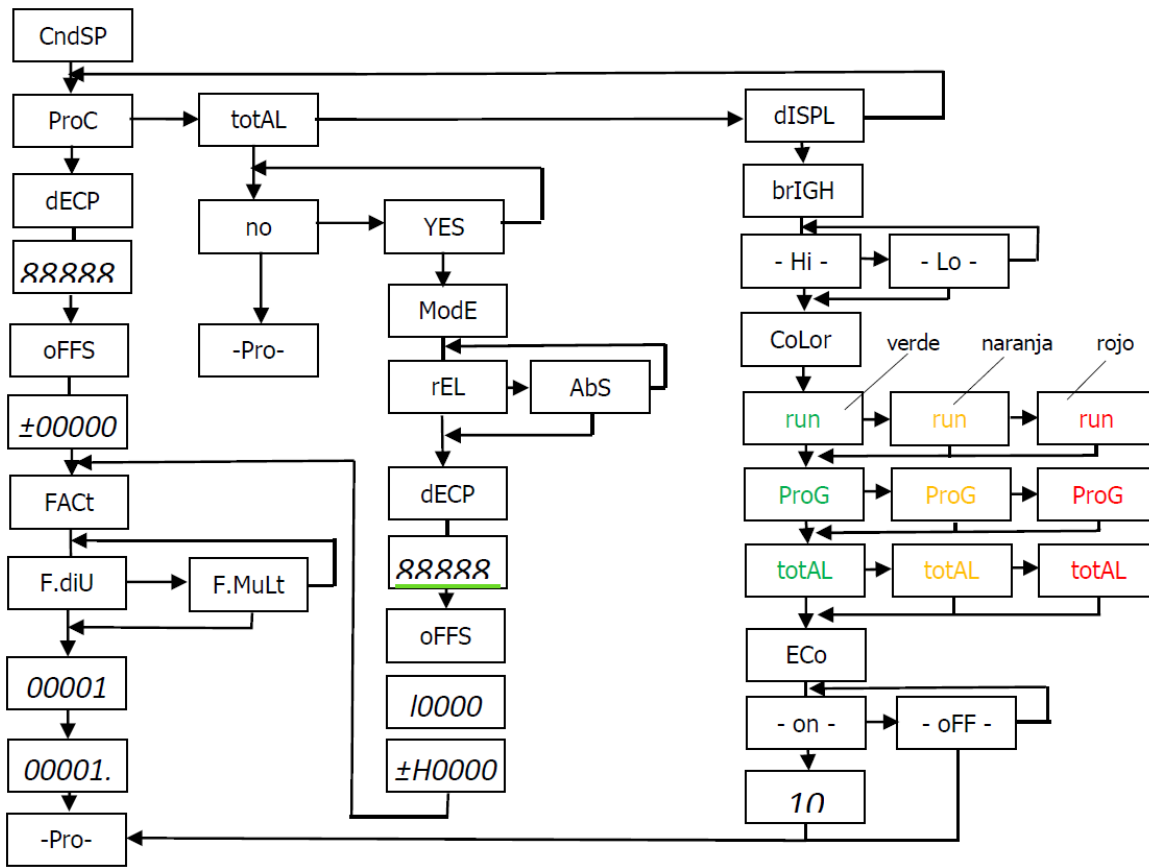 CndSP
ProC
totAL
dISPL
dECP
brIGH
no
YES
88888
- Hi -
- Lo -
ModE
oFFS
-Pro-
CoLor
verde
naranja
rojo
rEL
AbS
±00000
run
run
run
FACt
dECP
ProG
ProG
ProG
F.diU
F.MuLt
88888
totAL
totAL
totAL
oFFS
ECo
00001
l0000
- on -
- oFF -
00001.
±H0000
10
-Pro-